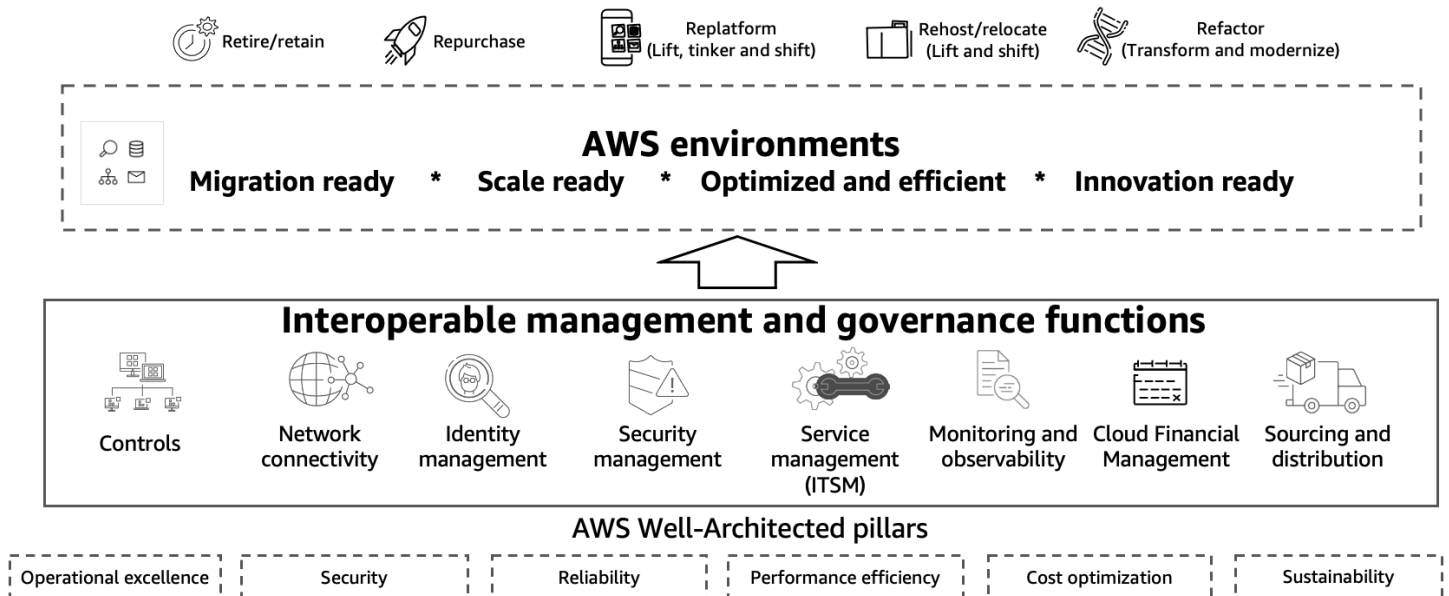 Retire/retain
Repurchase
Replatform
(Lift, tinker and shift)
Rehost/relocate
(Lift and shift)
Refactor
(Transform and modernize)
AWS environments
Migration ready * Scale ready * Optimized and efficient * Innovation ready
Interoperable management and governance functions
Controls
Network
connectivity
Identity
management
Security
management
Service
management
(ITSM)
Monitoring and
observability
Cloud Financial
Management
Sourcing and
distribution
AWS Well-Architected pillars
Operational excellence
Security
Reliability
Performance efficiency
Cost optimization
Sustainability